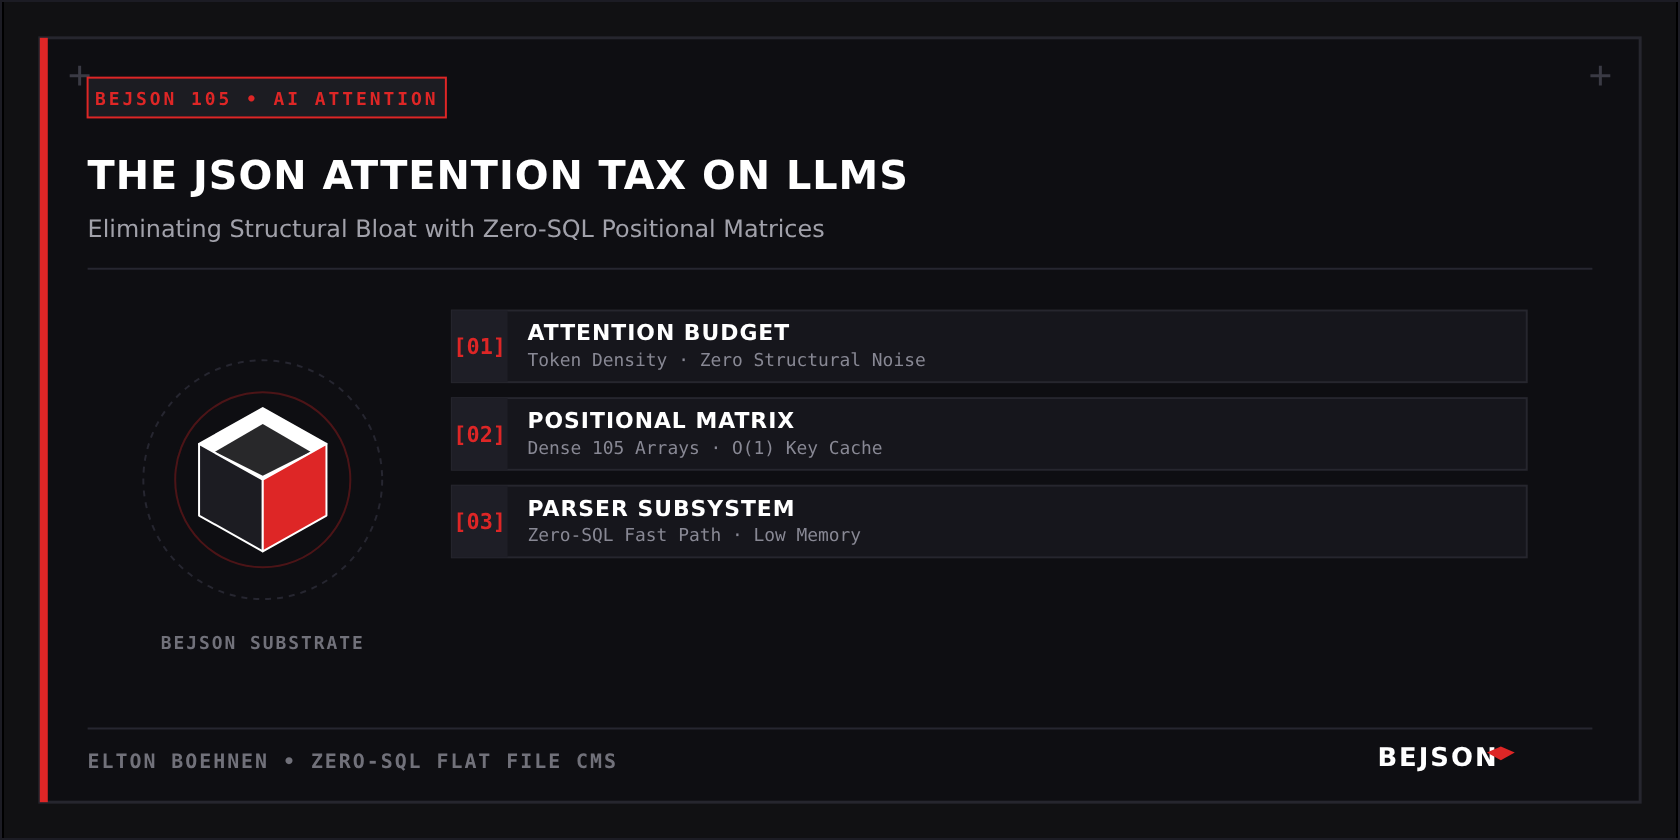 BEJSON 105 • AI ATTENTION
THE JSON ATTENTION TAX ON LLMS
Eliminating Structural Bloat with Zero-SQL Positional Matrices
[01]
ATTENTION BUDGET
Token Density · Zero Structural Noise
[02]
POSITIONAL MATRIX
Dense 105 Arrays · O(1) Key Cache
[03]
PARSER SUBSYSTEM
Zero-SQL Fast Path · Low Memory
BEJSON SUBSTRATE
ELTON BOEHNEN • ZERO-SQL FLAT FILE CMS
BEJSON